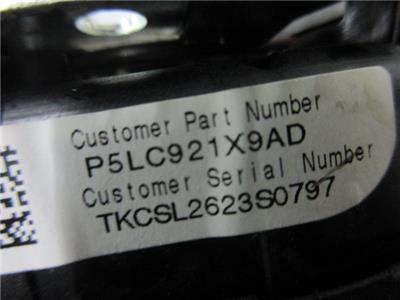 Customer Part Number
P5LC921X9AD
Customer Serial Number
TKCSL2623S0797